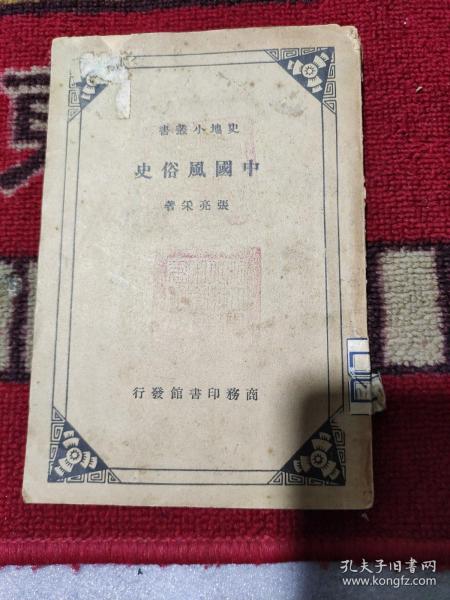 書叢小地史
史俗風國中
著采亮張
行發館書印務商
孔夫子旧书网
www.kongfz.com